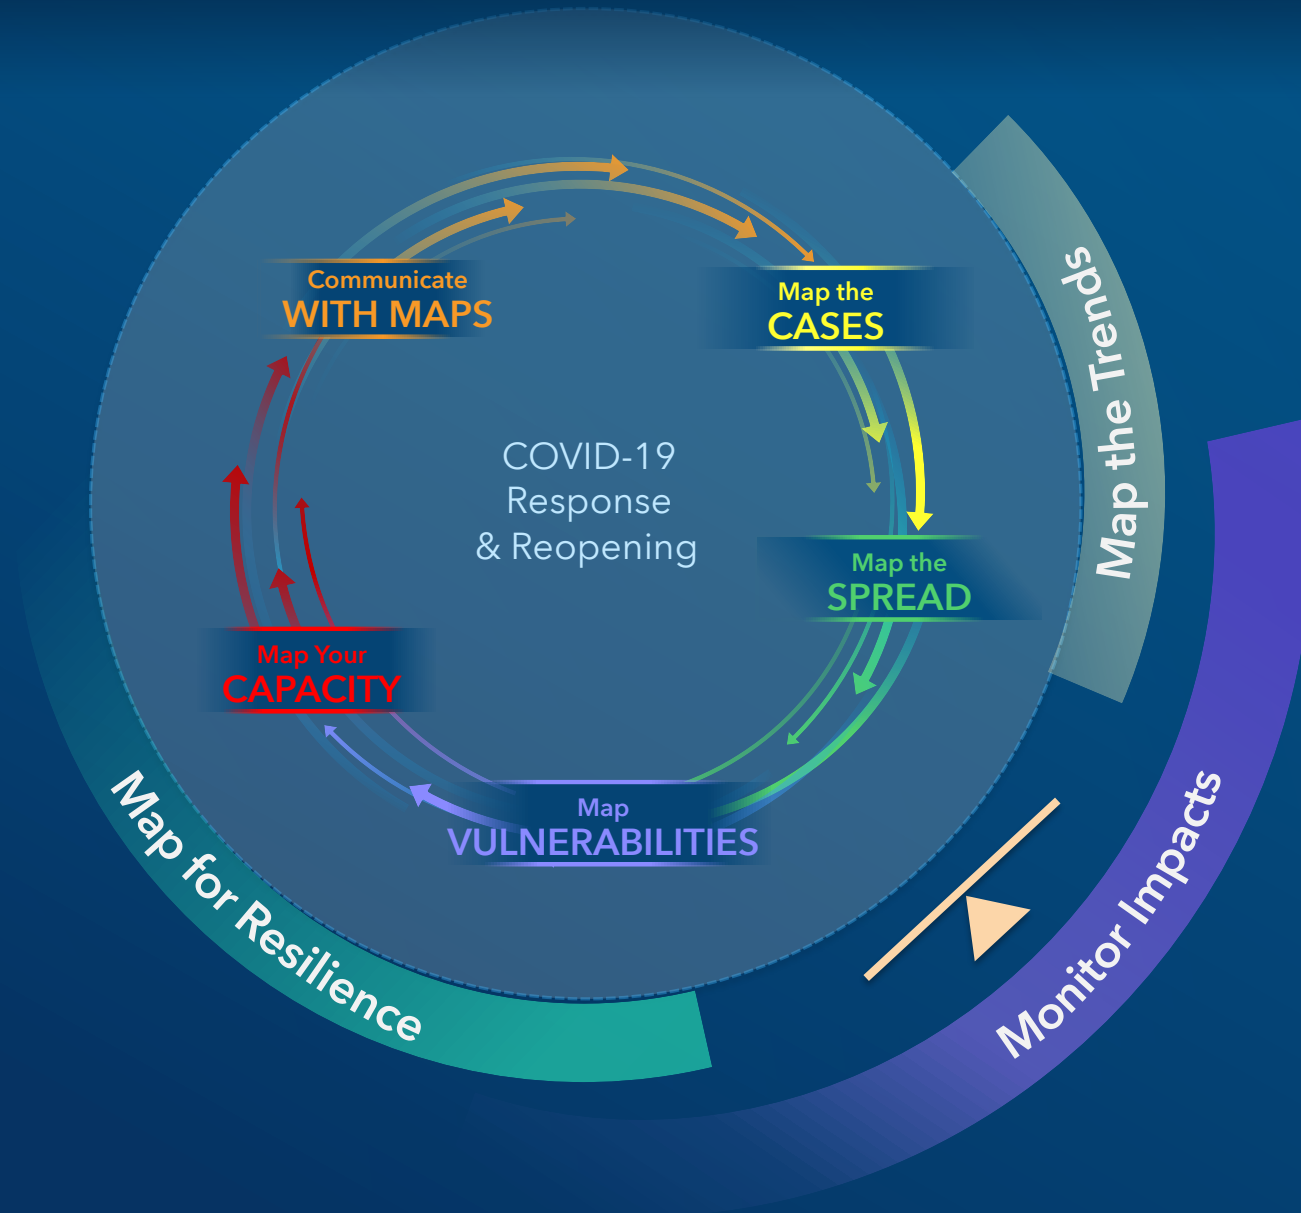 Communicate
WITH MAPS
Map the
CASES
COVID-19
Response
& Reopening
Map the
SPREAD
Map Your
CAPACITY
Map
VULNERABILITIES
Map the Trends
Monitor Impacts
Map for Resilience